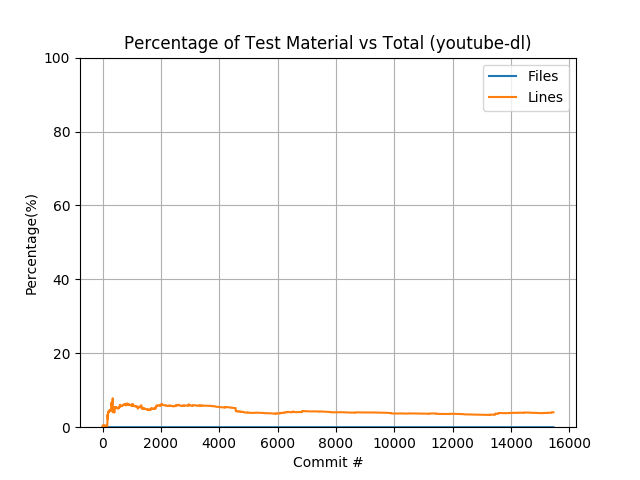 Percentage of Test Material vs Total (youtube-dl)
Files
Lines
100
80
60
40
20
0
Percentage(%)
0 2000 4000 6000 8000 10000 12000 14000 16000
Commit #